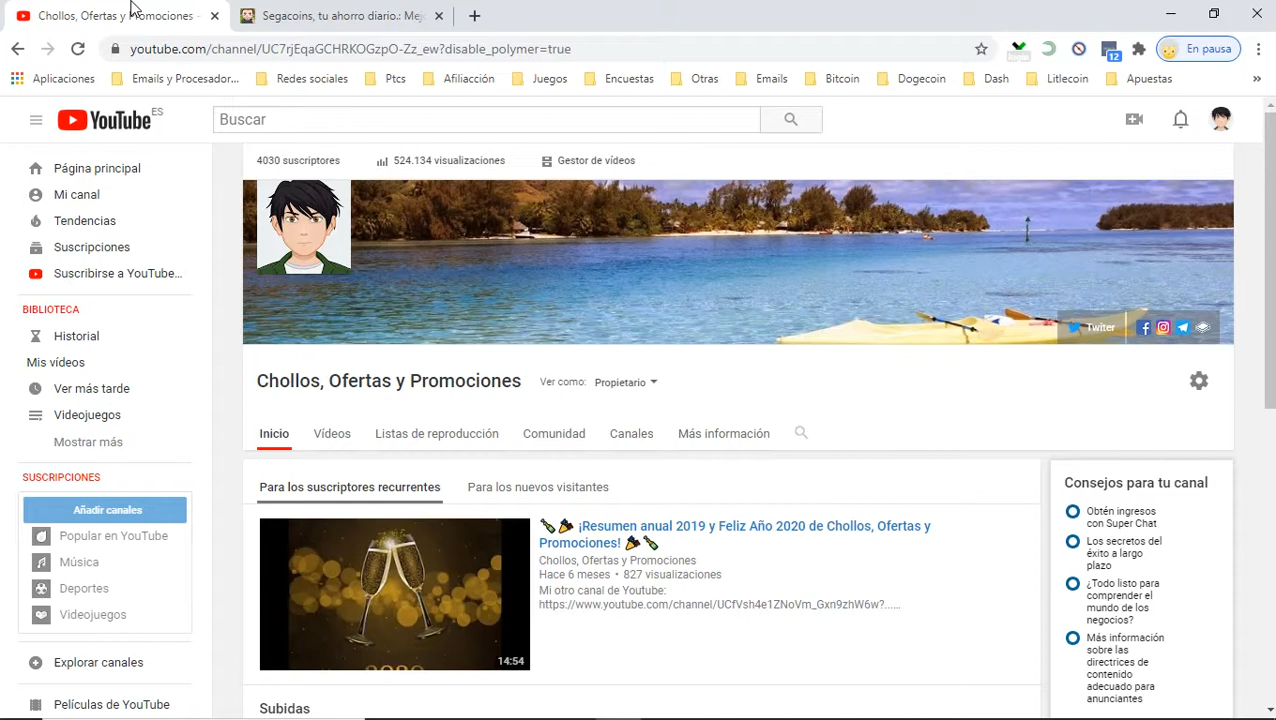 Chollos, Ofertas y Promociones -
Segacoins, tu ahorro diario.: Mej
youtube.com/channel/UC7rjEqaGCHRKOGzpO-Zz_ew?disable_polymer=true
12
En pausa
Aplicaciones
Emails y Procesador...
Redes sociales
Ptcs
Afiliacción
Juegos
Encuestas
Otras
Emails
Bitcoin
Dogecoin
Dash
Litlecoin
Apuestas
»
YouTube ES
Buscar
Página principal
Mi canal
Tendencias
Suscripciones
Suscribirse a YouTube...
BIBLIOTECA
Historial
Mis vídeos
Ver más tarde
Videojuegos
Mostrar más
SUSCRIPCIONES
Añadir canales
Popular en YouTube
Música
Deportes
Videojuegos
Explorar canales
Películas de YouTube
4030 suscriptores
524.134 visualizaciones
Gestor de vídeos
Twiter
Chollos, Ofertas y Promociones
Ver como: Propietario
Inicio
Vídeos
Listas de reproducción
Comunidad
Canales
Más información
Para los suscriptores recurrentes
Para los nuevos visitantes
14:54
¡Resumen anual 2019 y Feliz Año 2020 de Chollos, Ofertas y
Promociones!
Chollos, Ofertas y Promociones
Hace 6 meses • 827 visualizaciones
Mi otro canal de Youtube:
https://www.youtube.com/channel/UCfVsh4e1ZNoVm_Gxn9zhW6w?......
Subidas
Consejos para tu canal
Obtén ingresos
con Super Chat
Los secretos del
éxito a largo
plazo
¿Todo listo para
comprender el
mundo de los
negocios?
Más información
sobre las
directrices de
contenido
adecuado para
anunciantes